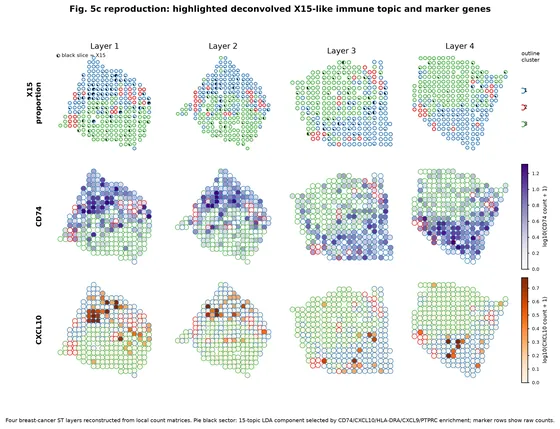 Fig. 5c reproduction: highlighted deconvolved X15-like immune topic and marker genes
Layer 1
Layer 2
Layer 3
Layer 4
black slice = X15
outline
cluster
X15
proportion
1
2
3
CD74
1.2
1.0
0.8
0.6
0.4
0.2
0.0
log10(CD74 count + 1)
CXCL10
0.7
0.6
0.5
0.4
0.3
0.2
0.1
0.0
log10(CXCL10 count + 1)
Four breast-cancer ST layers reconstructed from local count matrices. Pie black sector: 15-topic LDA component selected by CD74/CXCL10/HLA-DRA/CXCL9/PTPRC enrichment; marker rows show raw counts.